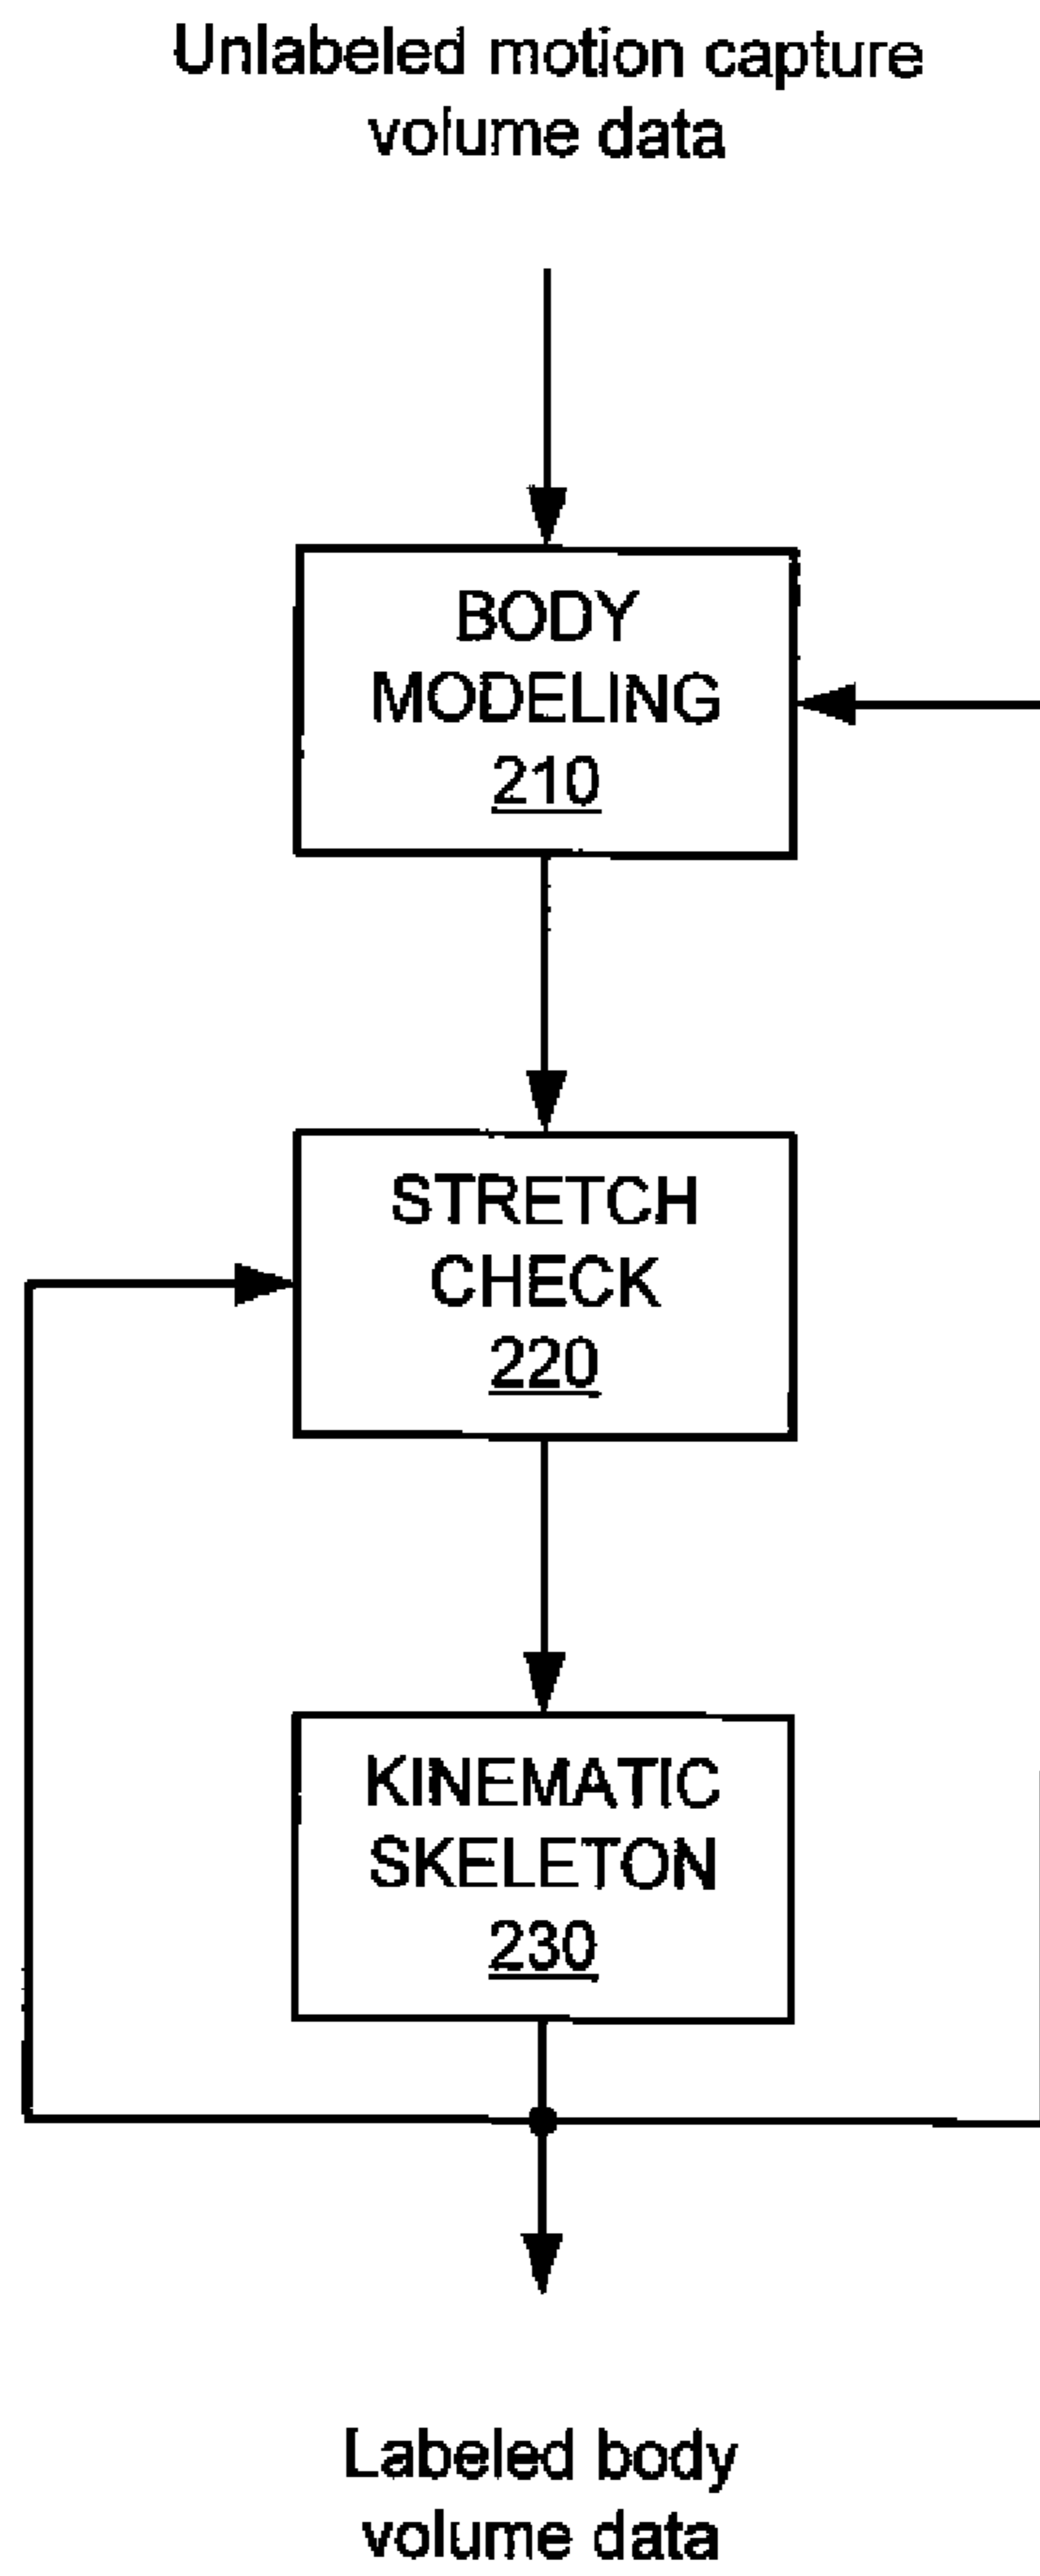 Unlabeled motion capture
volume data
BODY
MODELING
210
STRETCH
CHECK
220
KINEMATIC
SKELETON
230
Labeled body
volume data